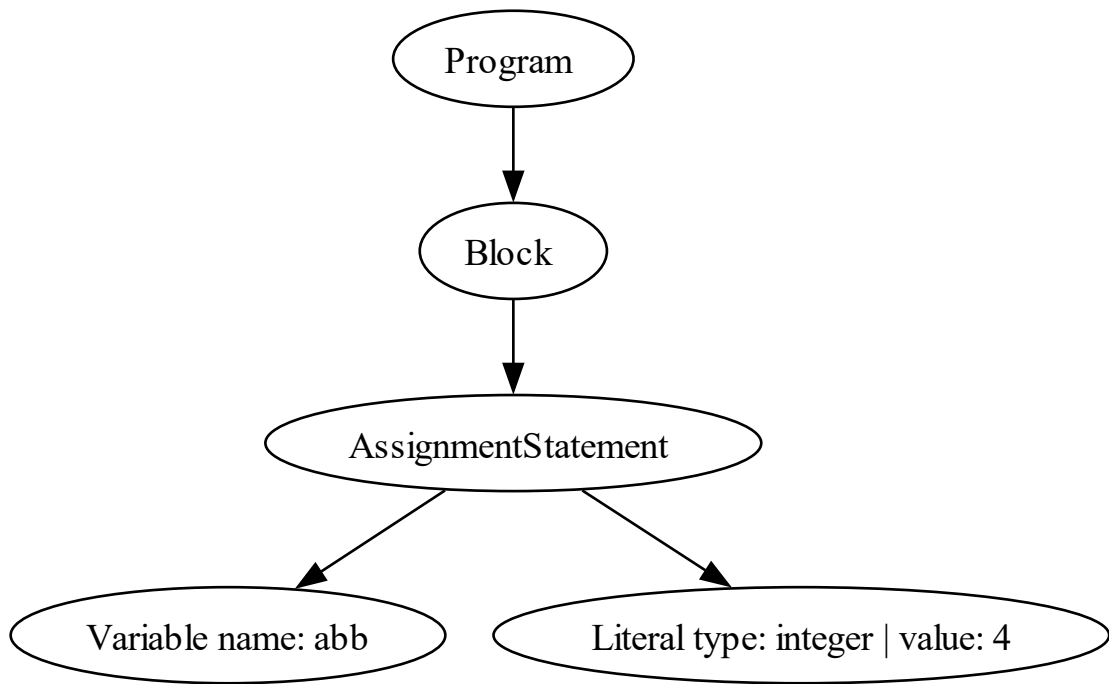 Program
Block
AssignmentStatement
Variable name: abb
Literal type: integer | value: 4